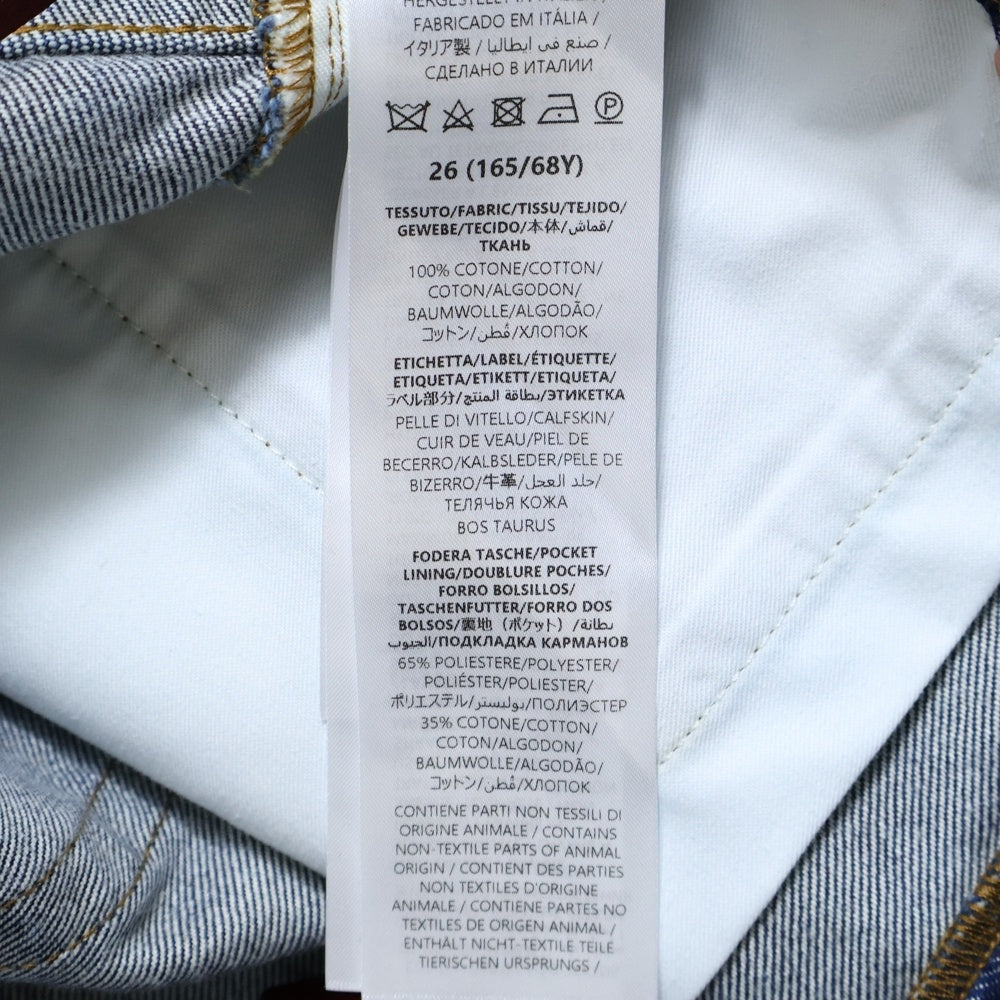 HERGESTELLT IN ITALIEN
FABRICADO EM ITÁLIA /
イタリア製 / صنع في ايطاليا /
СДЕЛАНО В ИТАЛИИ
P
26 (165/68Y)
TESSUTO/FABRIC/TISSU/TEJIDO/
GEWEBE/TECIDO/本体/قماش/
ТКАНЬ
100% COTONE/COTTON/
COTON/ALGODON/
BAUMWOLLE/ALGODÃO/
コットン/قُطن/ХЛОПОК
ETICHETTA/LABEL/ÉTIQUETTE/
ETIQUETA/ETIKETT/ETIQUETA/
ラベル部分/بطاقة المنتج/ЭТИКЕТКА
PELLE DI VITELLO/CALFSKIN/
CUIR DE VEAU/PIEL DE
BECERRO/KALBSLEDER/PELE DE
BIZERRO/牛革/جلد العجل/
ТЕЛЯЧЬЯ КОЖА
BOS TAURUS
FODERA TASCHE/POCKET
LINING/DOUBLURE POCHES/
FORRO BOLSILLOS/
TASCHENFUTTER/FORRO DOS
BOLSOS/裏地（ポケット）/بطانة
الجيوب/ПОДКЛАДКА КАРМАНОВ
65% POLIESTERE/POLYESTER/
POLIÉSTER/POLIESTER/
ポリエステル/بوليستر/ПОЛИЭСТЕР
35% COTONE/COTTON/
COTON/ALGODON/
BAUMWOLLE/ALGODÃO/
コットン/قُطن/ХЛОПОК
CONTIENE PARTI NON TESSILI DI
ORIGINE ANIMALE / CONTAINS
NON-TEXTILE PARTS OF ANIMAL
ORIGIN / CONTIENT DES PARTIES
NON TEXTILES D'ORIGINE
ANIMALE / CONTIENE PARTES NO
TEXTILES DE ORIGEN ANIMAL /
ENTHÄLT NICHT-TEXTILE TEILE
TIERISCHEN URSPRUNGS /